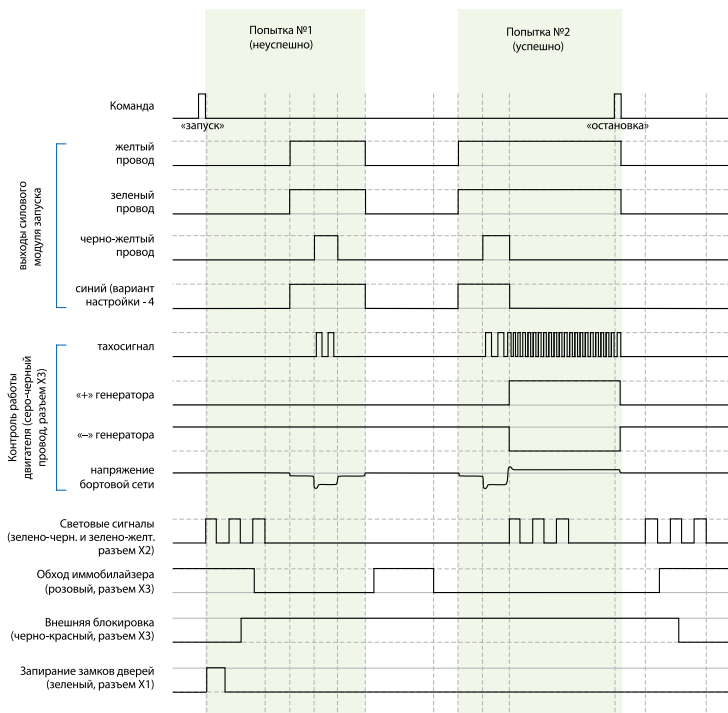 Попытка №1
(неуспешно)
Попытка №2
(успешно)
Команда
«запуск»
«остановка»
выходы силового
модуля запуска
желтый
провод
зеленый
провод
черно-желтый
провод
синий (вариант
настройки - 4
Контроль работы
двигателя (серо-черный
провод, разъем X3)
тахосигнал
«+» генератора
«–» генератора
напряжение
бортовой сети
Световые сигналы
(зелено-черн. и зелено-желт.
разъем X2)
Обход иммобилайзера
(розовый, разъем X3)
Внешняя блокировка
(черно-красный, разъем X3)
Запирание замков дверей
(зеленый, разъем X1)